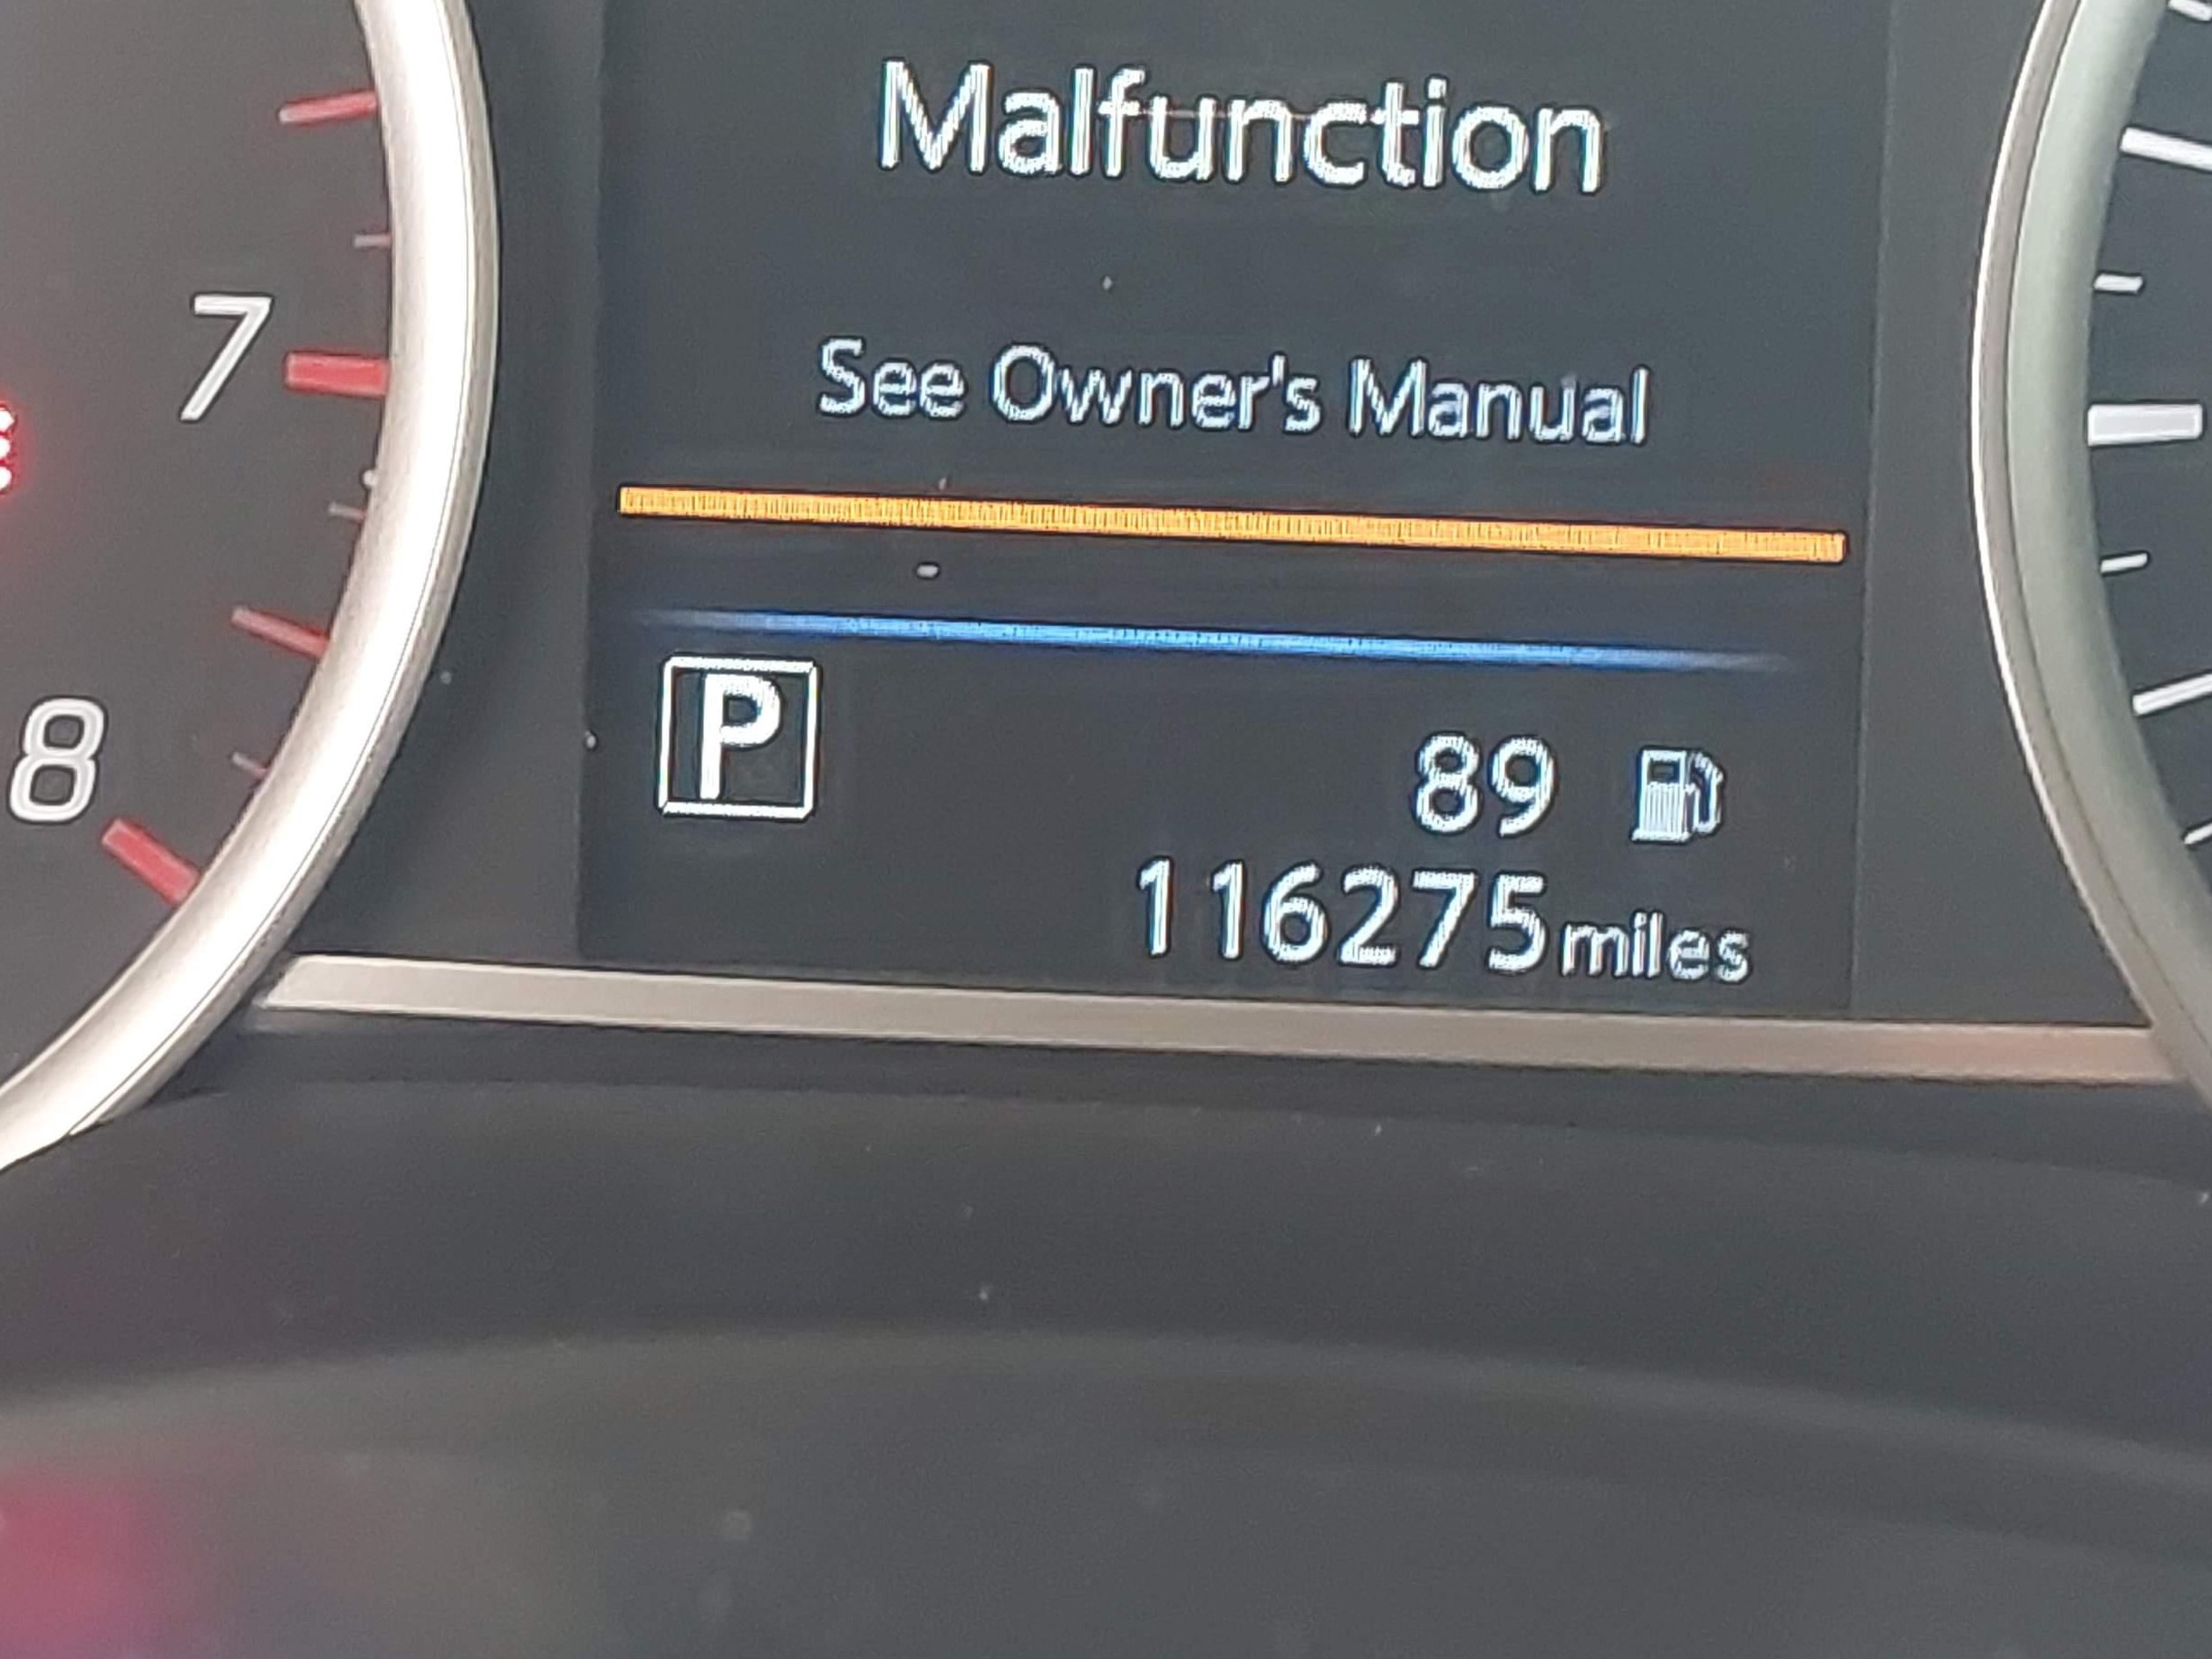 Malfunction
See Owner's Manual
7
8
P
89
116275 miles